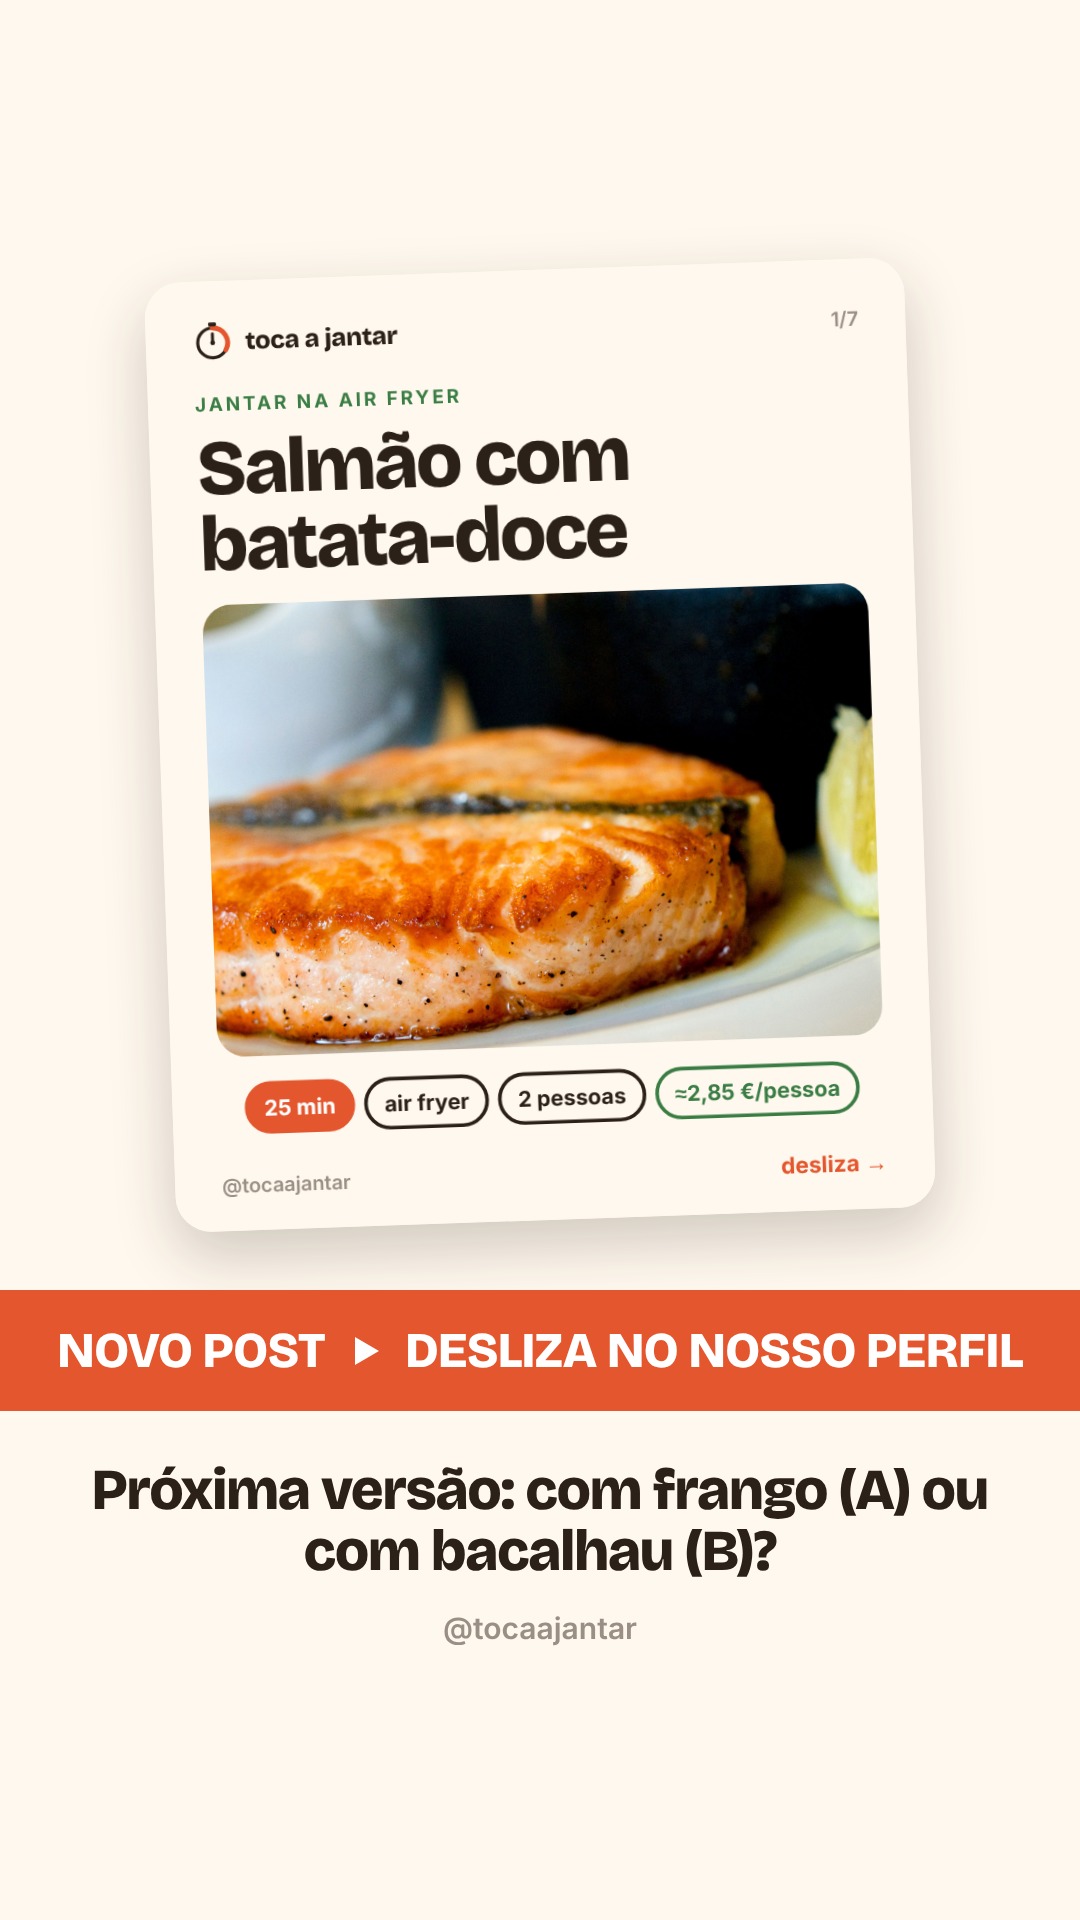 toca a jantar
1/7
JANTAR NA AIR FRYER
Salmão com
batata-doce
25 min
air fryer
2 pessoas
≈2,85 €/pessoa
@tocaajantar
desliza →
NOVO POST ▶ DESLIZA NO NOSSO PERFIL
Próxima versão: com frango (A) ou
com bacalhau (B)?
@tocaajantar